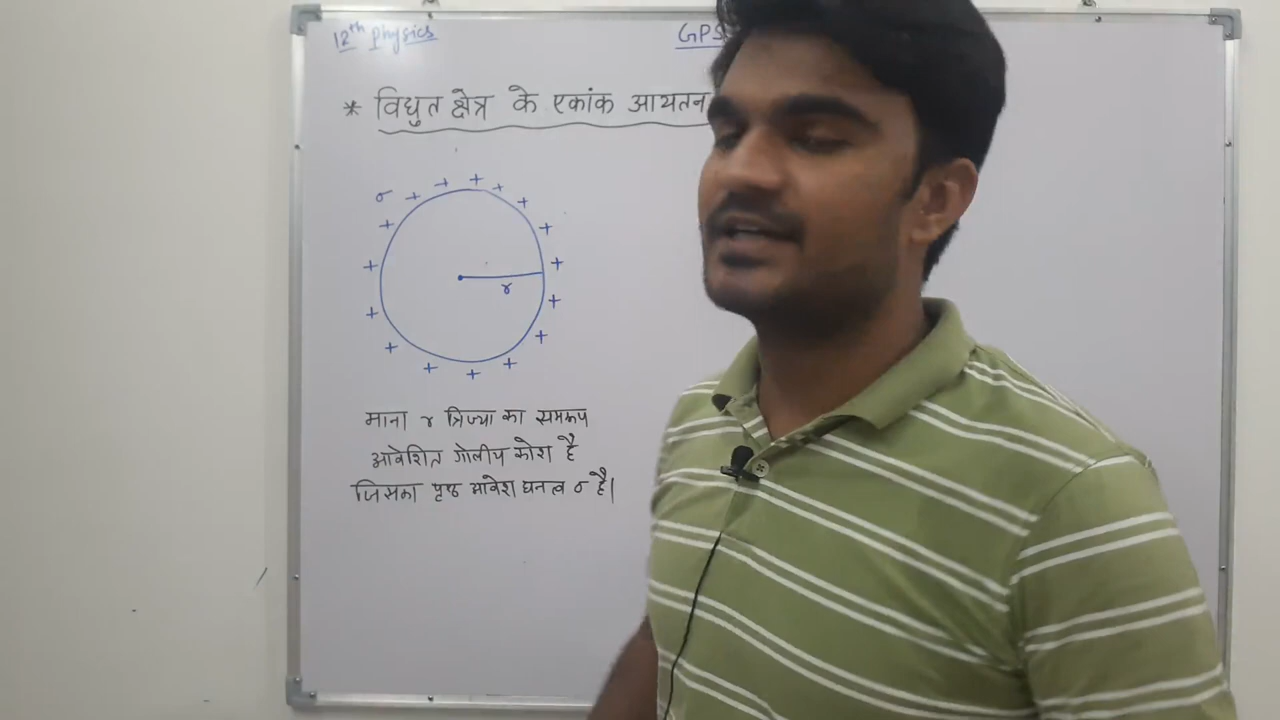 12th Physics
GPS
* विद्युत क्षेत्र के एकांक आयतन
σ + + + + + + + + + + + + + + + + +
r
माना r त्रिज्या का समरूप
आवेशित गोलीय कोश है
जिसका पृष्ठ आवेश घनत्व σ है।